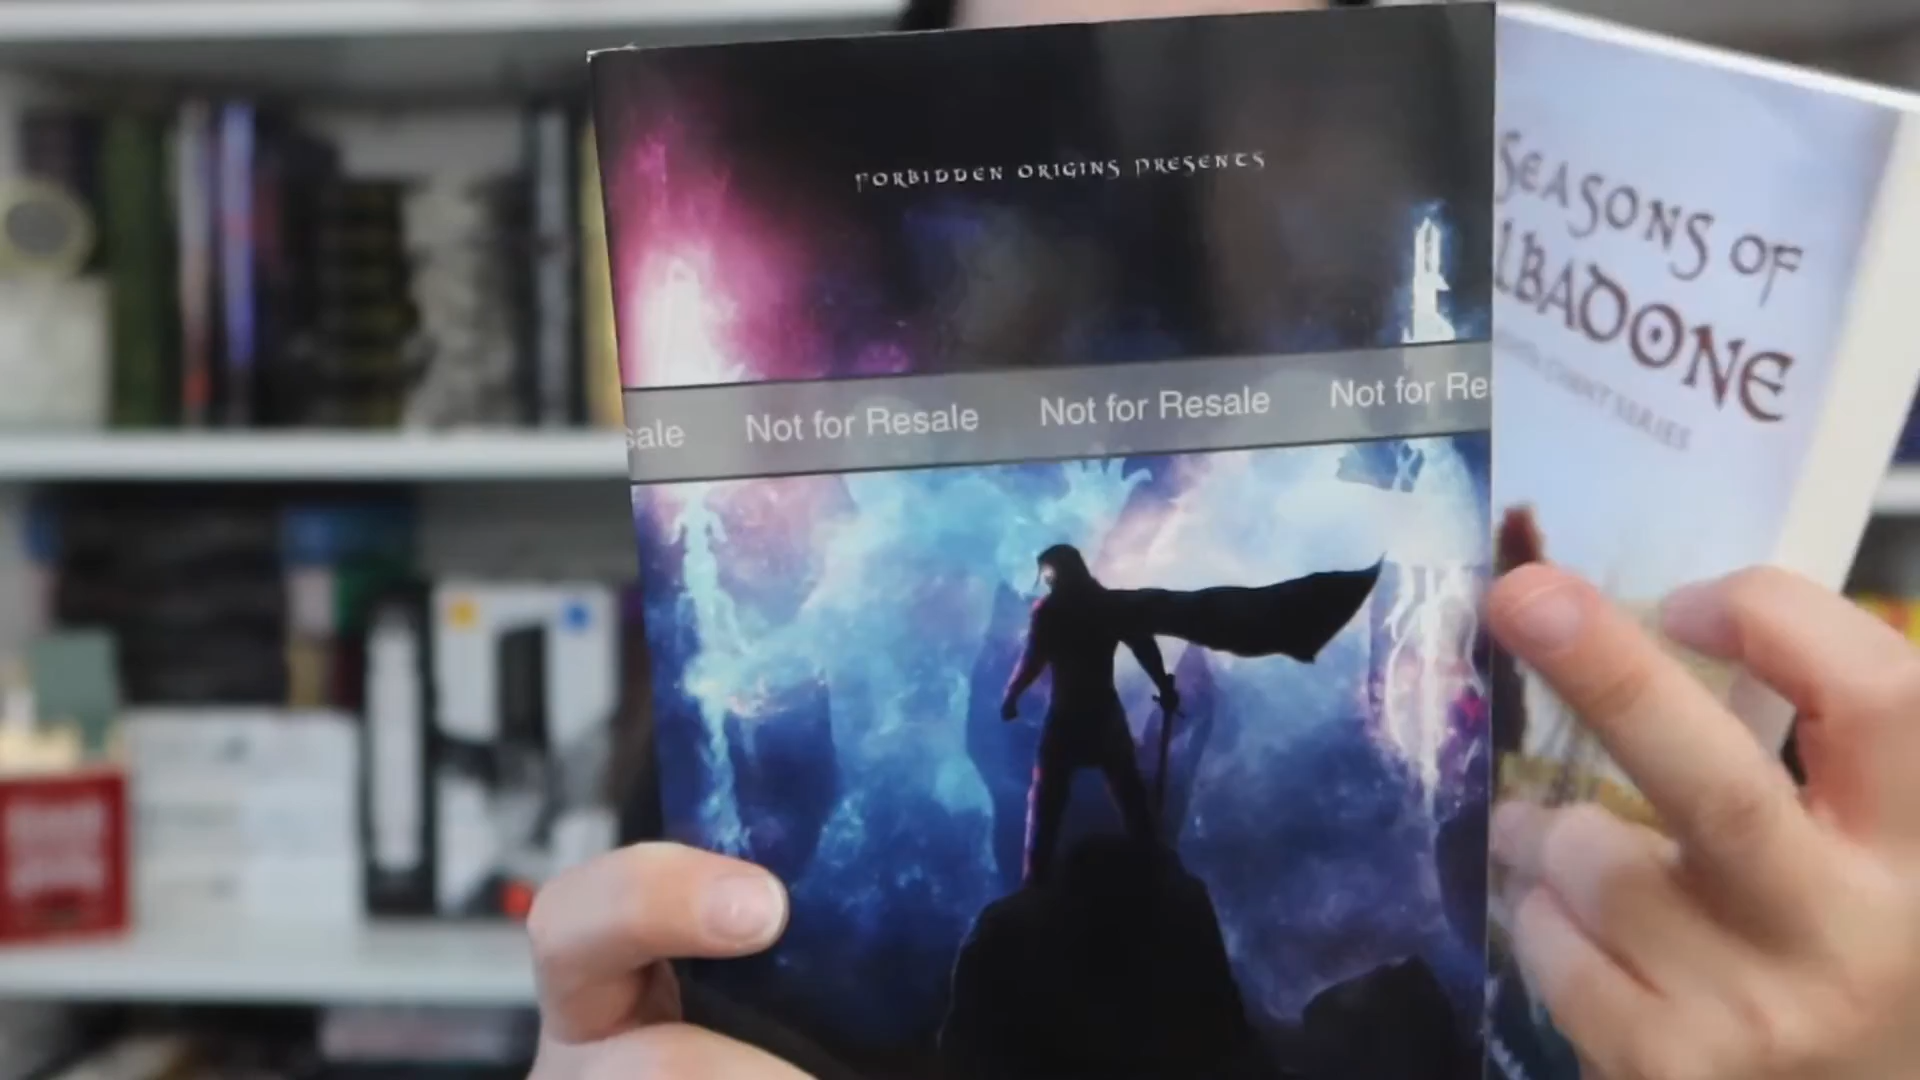 FORBIDDEN ORIGINS PRESENTS
sale Not for Resale Not for Resale Not for Re
SEASONS OF
LBADONE